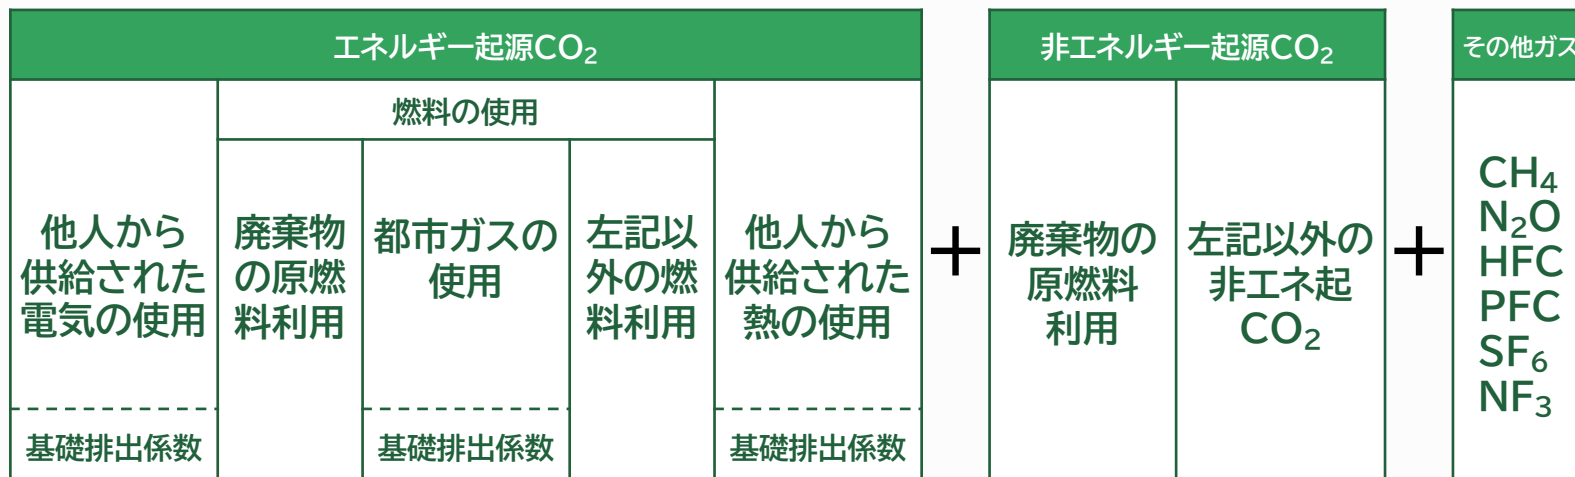 エネルギー起源CO₂
燃料の使用
他人から
供給された
電気の使用
基礎排出係数
廃棄物
の原燃
料利用
都市ガスの
使用
基礎排出係数
左記以
外の燃
料利用
他人から
供給された
熱の使用
基礎排出係数
+
非エネルギー起源CO₂
廃棄物の
原燃料
利用
左記以外の
非エネ起
CO₂
+
その他ガス
CH₄
N₂O
HFC
PFC
SF₆
NF₃